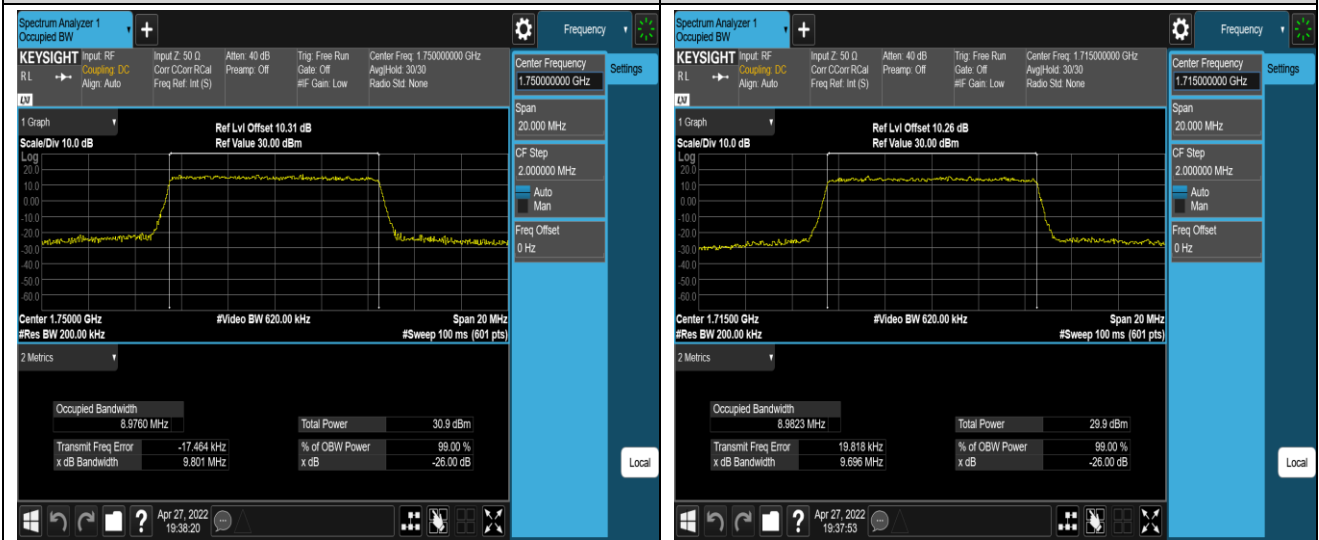 Spectrum Analyzer 1
Occupied BW
+
Frequency
KEYSIGHT Input: RF Input Z: 50 Ω Atten: 40 dB Trig: Free Run Center Freq: 1.750000000 GHz
RL Coupling: DC Corr CCorr RCal Preamp: Off Gate: Off Avg|Hold: 30/30
Align: Auto Freq Ref: Int (S) #IF Gain: Low Radio Std: None
LXI
Center Frequency
1.750000000 GHz
Settings
Span
20.000 MHz
CF Step
2.000000 MHz
Auto
Man
Freq Offset
0 Hz
Local
1 Graph
Ref Lvl Offset 10.31 dB
Scale/Div 10.0 dB Ref Value 30.00 dBm
Log
20.0
10.0
0.00
-10.0
-20.0
-30.0
-40.0
-50.0
-60.0
Center 1.75000 GHz #Video BW 620.00 kHz Span 20 MHz
#Res BW 200.00 kHz #Sweep 100 ms (601 pts)
2 Metrics
Occupied Bandwidth
8.9760 MHz Total Power 30.9 dBm
Transmit Freq Error -17.464 kHz % of OBW Power 99.00 %
x dB Bandwidth 9.801 MHz x dB -26.00 dB
? Apr 27, 2022
19:38:20
Spectrum Analyzer 1
Occupied BW
+
Frequency
KEYSIGHT Input: RF Input Z: 50 Ω Atten: 40 dB Trig: Free Run Center Freq: 1.715000000 GHz
RL Coupling: DC Corr CCorr RCal Preamp: Off Gate: Off Avg|Hold: 30/30
Align: Auto Freq Ref: Int (S) #IF Gain: Low Radio Std: None
LXI
Center Frequency
1.715000000 GHz
Settings
Span
20.000 MHz
CF Step
2.000000 MHz
Auto
Man
Freq Offset
0 Hz
Local
1 Graph
Ref Lvl Offset 10.26 dB
Scale/Div 10.0 dB Ref Value 30.00 dBm
Log
20.0
10.0
0.00
-10.0
-20.0
-30.0
-40.0
-50.0
-60.0
Center 1.71500 GHz #Video BW 620.00 kHz Span 20 MHz
#Res BW 200.00 kHz #Sweep 100 ms (601 pts)
2 Metrics
Occupied Bandwidth
8.9823 MHz Total Power 29.9 dBm
Transmit Freq Error 19.818 kHz % of OBW Power 99.00 %
x dB Bandwidth 9.696 MHz x dB -26.00 dB
? Apr 27, 2022
19:37:53